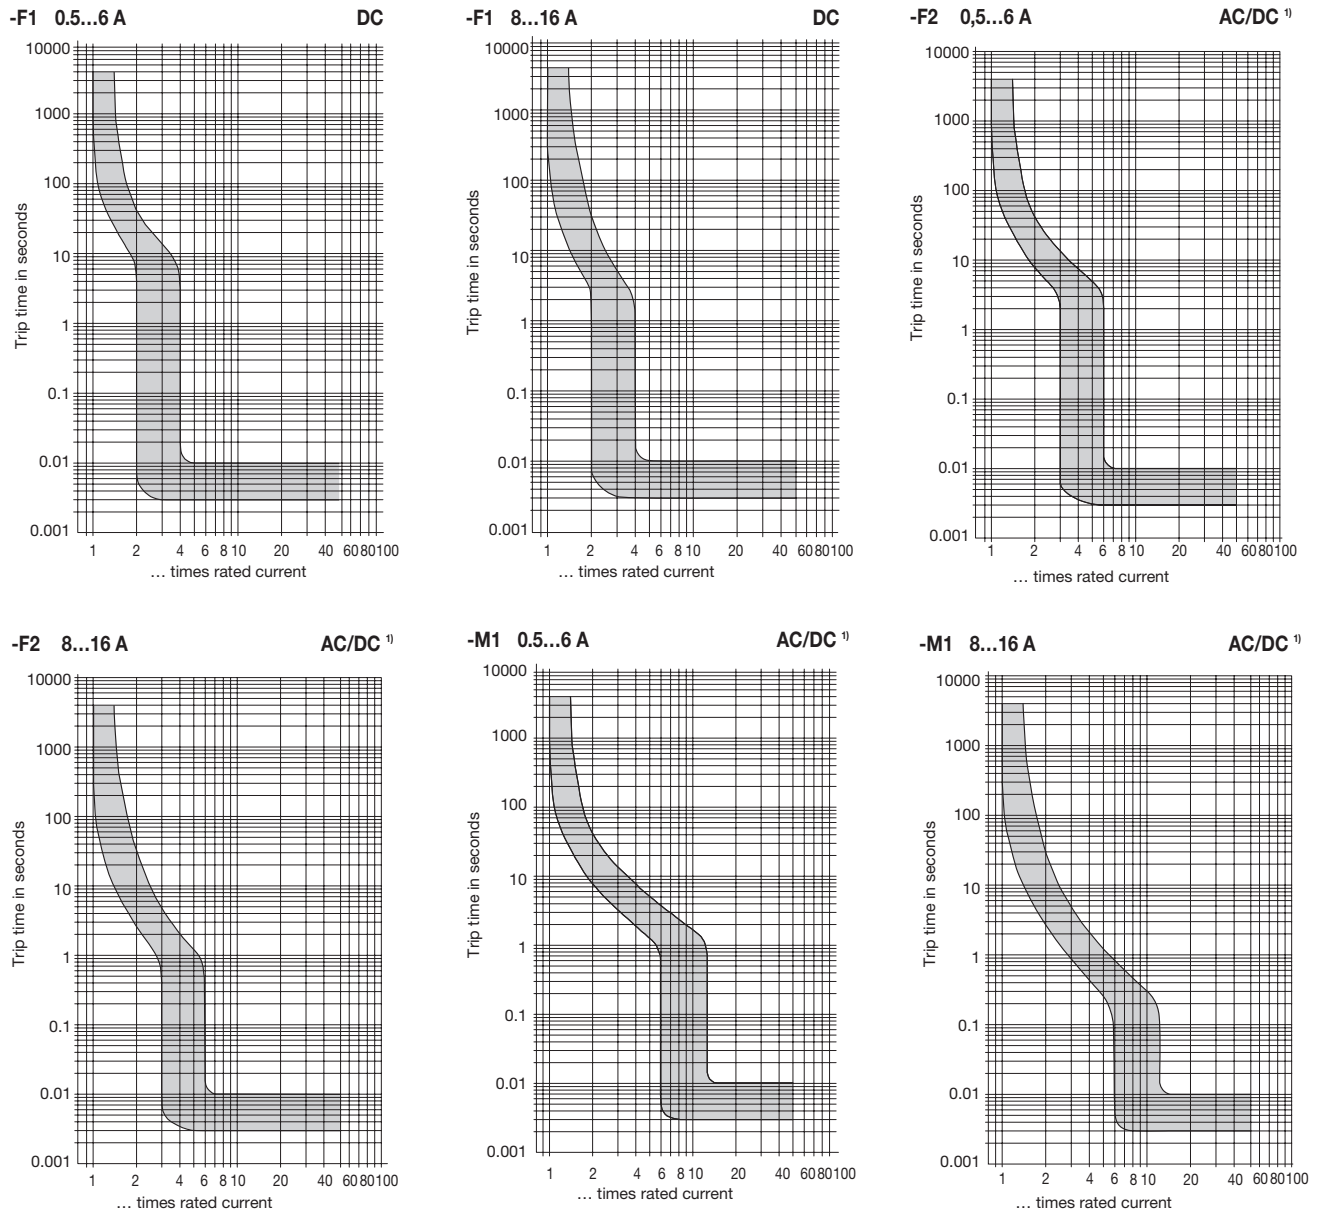 -F1 0.5...6 A DC
10000
1000
100
10
1
0.1
0.01
0.001
Trip time in seconds
1 2 4 6 8 10 20 40 60 80 100
... times rated current
-F1 8...16 A DC
10000
1000
100
10
1
0.1
0.01
0.001
Trip time in seconds
1 2 4 6 8 10 20 40 60 80 100
... times rated current
-F2 0,5...6 A AC/DC 1)
10000
1000
100
10
1
0.1
0.01
0.001
Trip time in seconds
1 2 4 6 8 10 20 40 60 80 100
... times rated current
-F2 8...16 A AC/DC 1)
10000
1000
100
10
1
0.1
0.01
0.001
Trip time in seconds
1 2 4 6 8 10 20 40 60 80 100
... times rated current
-M1 0.5...6 A AC/DC 1)
10000
1000
100
10
1
0.1
0.01
0.001
Trip time in seconds
1 2 4 6 8 10 20 40 60 80 100
... times rated current
-M1 8...16 A AC/DC 1)
10000
1000
100
10
1
0.1
0.01
0.001
Trip time in seconds
1 2 4 6 8 10 20 40 60 80 100
... times rated current